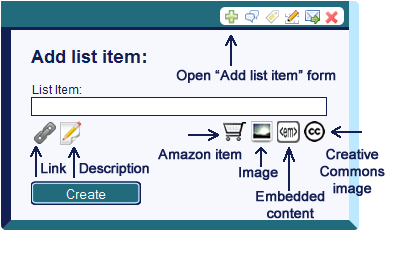 Add list item:
Open “Add list item” form
List Item:
<em>
cc
Amazon item
Creative
Commons
image
Link
Description
Image
Embedded
content
Create